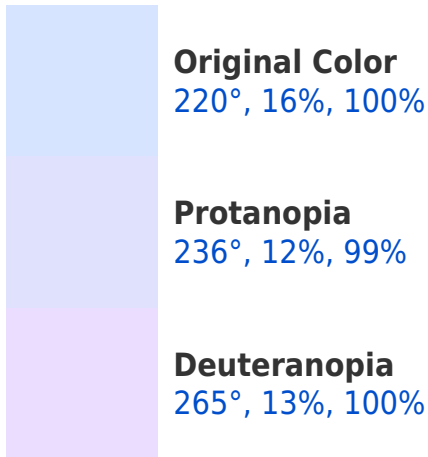 Original Color
220°, 16%, 100%
Protanopia
236°, 12%, 99%
Deuteranopia
265°, 13%, 100%